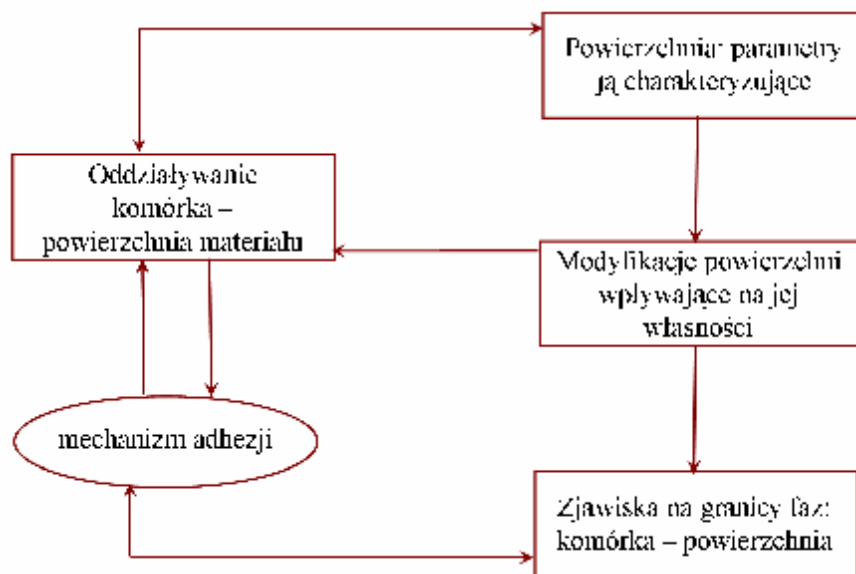 Powierzchnia: parametry
ją charakteryzujące
Oddziaływanie
komórka –
powierzchnia materiału
Modyfikacje powierzchni
wpływające na jej
własności
mechanizm adhezji
Zjawiska na granicy faz:
komórka – powierzchnia